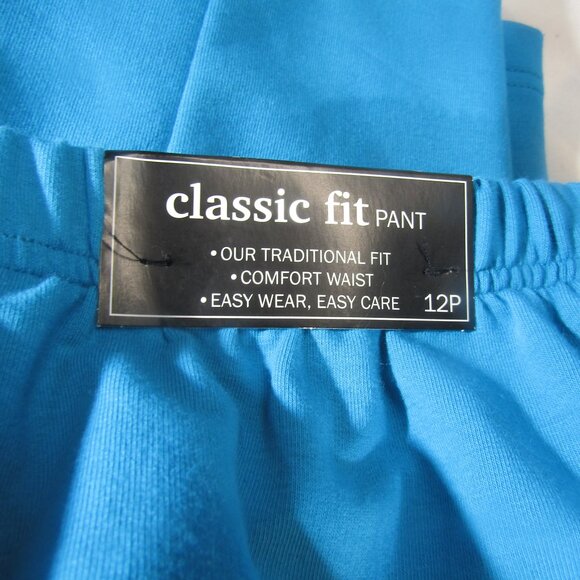 classic fit PANT
• OUR TRADITIONAL FIT
• COMFORT WAIST
• EASY WEAR, EASY CARE 12P